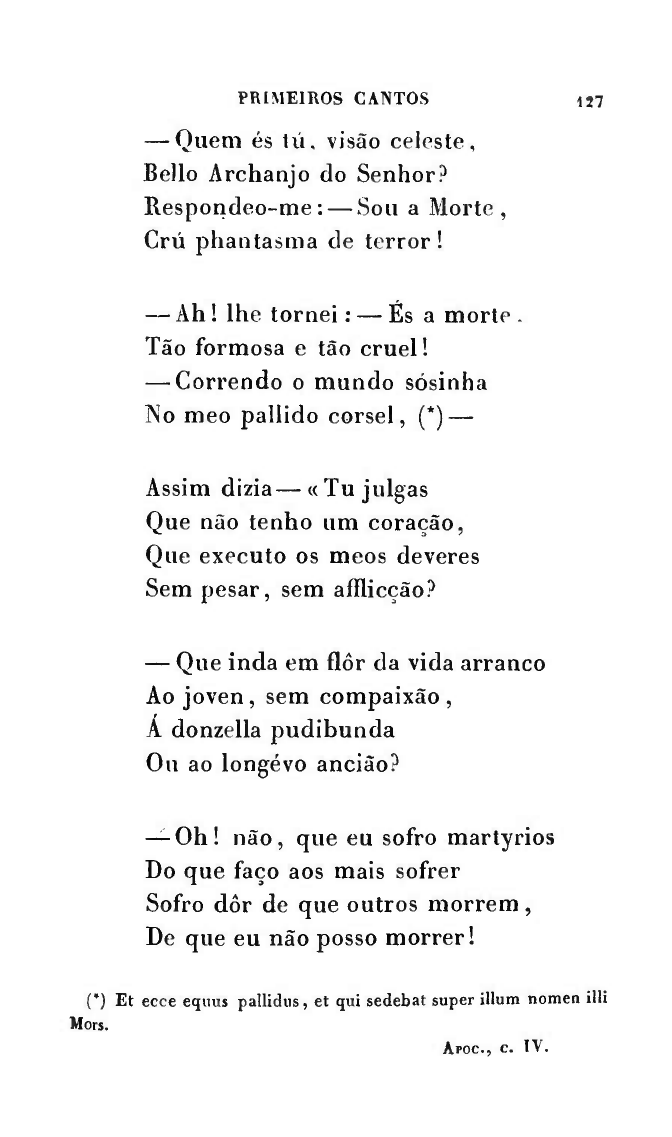 PRIMEIROS CANTOS 127
— Quem és tú, visão celeste,
Bello Archanjo do Senhor?
Respondeo-me: — Sou a Morte,
Crú phantasma de terror!
— Ah! lhe tornei: — És a morte.
Tão formosa e tão cruel!
— Correndo o mundo sósinha
No meo pallido corsel, (*) —
Assim dizia — « Tu julgas
Que não tenho um coração,
Que executo os meos deveres
Sem pesar, sem afflicção?
— Que inda em flôr da vida arranco
Ao joven, sem compaixão,
Á donzella pudibunda
Ou ao longévo ancião?
— Oh! não, que eu sofro martyrios
Do que faço aos mais sofrer
Sofro dôr de que outros morrem,
De que eu não posso morrer!
(*) Et ecce equus pallidus, et qui sedebat super illum nomen illi
Mors.
Apoc., c. IV.